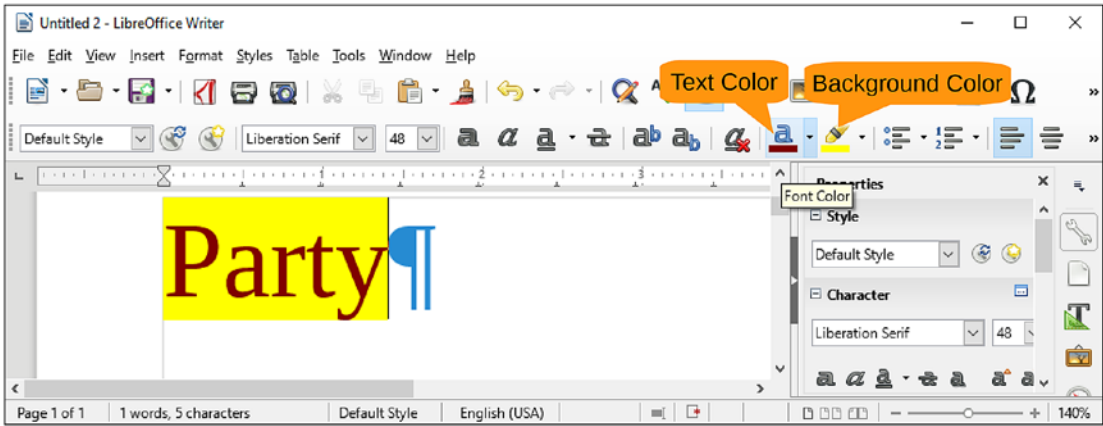 Untitled 2 - LibreOffice Writer
File Edit View Insert Format Styles Table Tools Window Help
Text Color
Background Color
Default Style
Liberation Serif
48
Font Color
Properties
Party¶
Style
Default Style
Character
Liberation Serif
48
Page 1 of 1
1 words, 5 characters
Default Style
English (USA)
140%